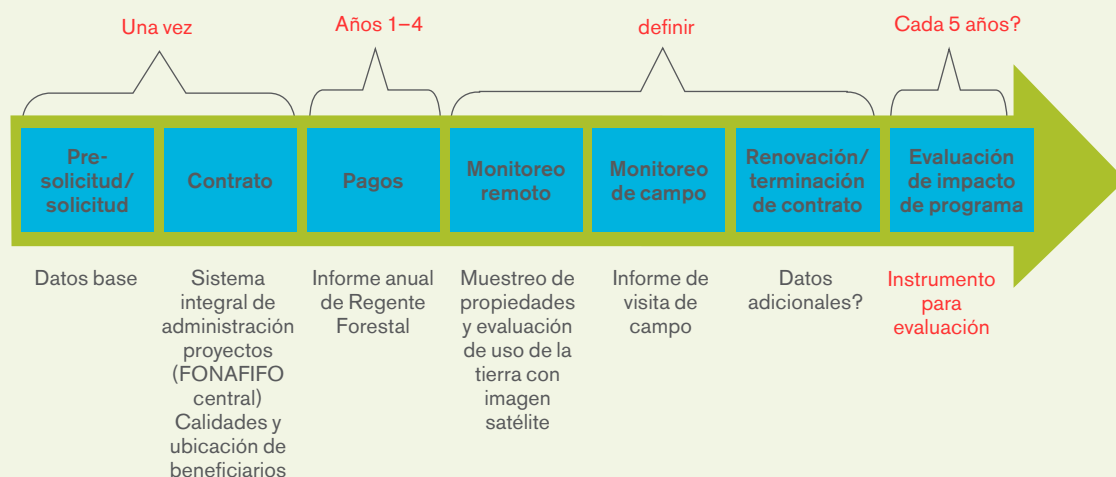 Una vez
Años 1–4
definir
Cada 5 años?
Pre-
solicitud/
solicitud
Contrato
Pagos
Monitoreo
remoto
Monitoreo
de campo
Renovación/
terminación
de contrato
Evaluación
de impacto
de programa
Datos base
Sistema
integral de
administración
proyectos
(FONAFIFO
central)
Calidades y
ubicación de
beneficiarios
Informe anual
de Regente
Forestal
Muestreo de
propiedades
y evaluación
de uso de la
tierra con
imagen
satélite
Informe de
visita de
campo
Datos
adicionales?
Instrumento
para
evaluación